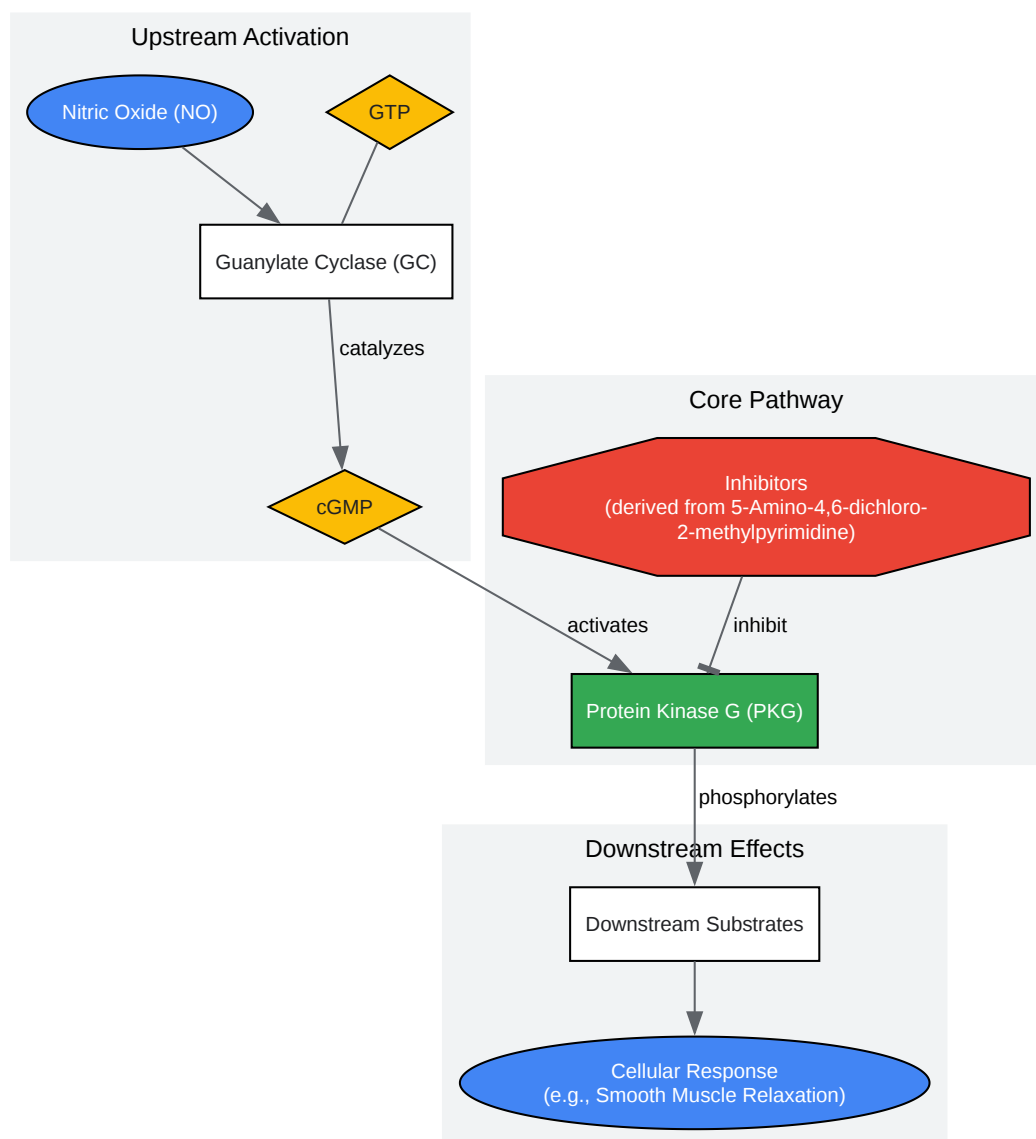 Upstream Activation
Nitric Oxide (NO)
GTP
Guanylate Cyclase (GC)
catalyzes
cGMP
Core Pathway
Inhibitors
(derived from 5-Amino-4,6-dichloro-
2-methylpyrimidine)
activates
inhibit
Protein Kinase G (PKG)
phosphorylates
Downstream Effects
Downstream Substrates
Cellular Response
(e.g., Smooth Muscle Relaxation)